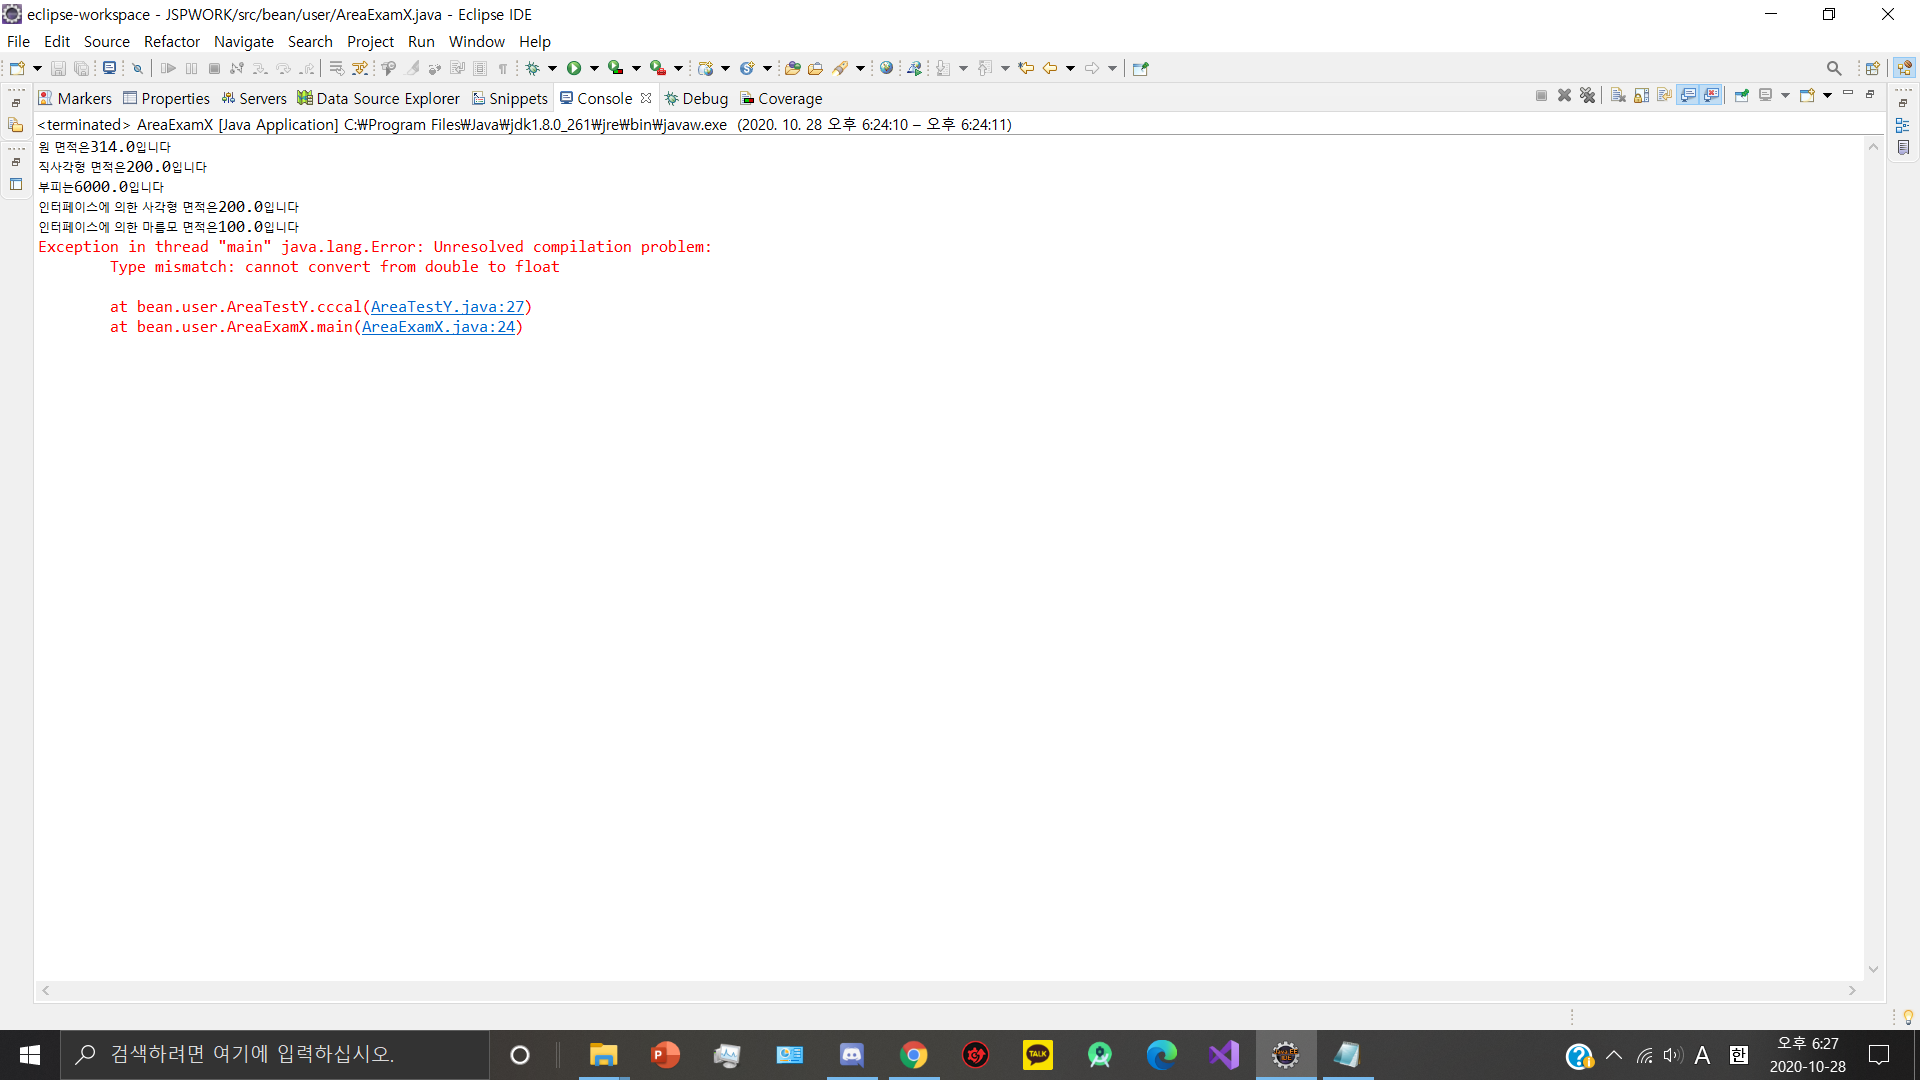 eclipse-workspace - JSPWORK/src/bean/user/AreaExamX.java - Eclipse IDE
File Edit Source Refactor Navigate Search Project Run Window Help
Markers Properties Servers Data Source Explorer Snippets Console Debug Coverage
<terminated> AreaExamX [Java Application] C:₩Program Files₩Java₩jdk1.8.0_261₩jre₩bin₩javaw.exe (2020. 10. 28 오후 6:24:10 – 오후 6:24:11)
원 면적은314.0입니다
직사각형 면적은200.0입니다
부피는6000.0입니다
인터페이스에 의한 사각형 면적은200.0입니다
인터페이스에 의한 마름모 면적은100.0입니다
Exception in thread "main" java.lang.Error: Unresolved compilation problem:
Type mismatch: cannot convert from double to float
at bean.user.AreaTestY.cccal(AreaTestY.java:27)
at bean.user.AreaExamX.main(AreaExamX.java:24)
검색하려면 여기에 입력하십시오.
P
TALK
A
한
오후 6:27
2020-10-28